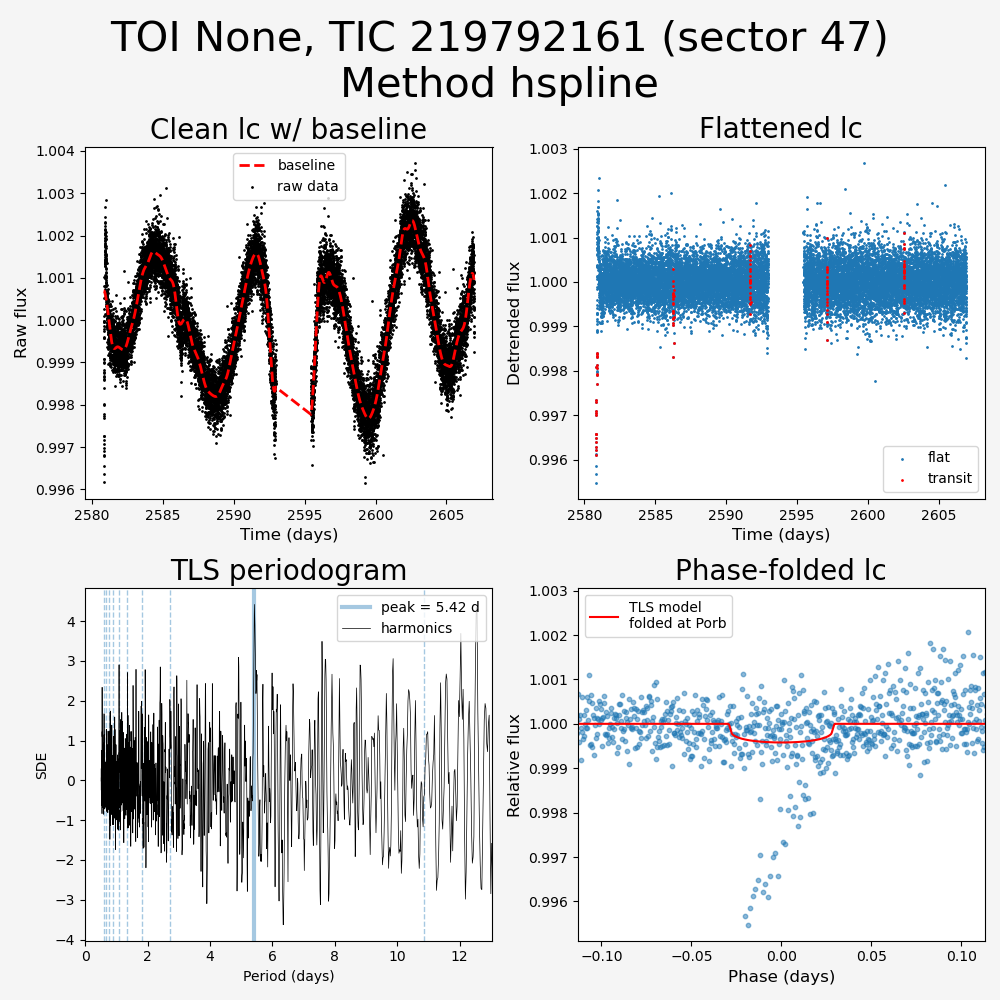 TOI None, TIC 219792161 (sector 47)
Method hspline
Clean lc w/ baseline
Flattened lc
1.004
1.003
1.002
1.001
1.000
0.999
0.998
0.997
0.996
Raw flux
baseline
raw data
2580
2585
2590
2595
2600
2605
Time (days)
1.003
1.002
1.001
1.000
0.999
0.998
0.997
0.996
Detrended flux
flat
transit
2580
2585
2590
2595
2600
2605
Time (days)
TLS periodogram
Phase-folded lc
4
3
2
1
0
−1
−2
−3
−4
SDE
peak = 5.42 d
harmonics
0
2
4
6
8
10
12
Period (days)
1.003
1.002
1.001
1.000
0.999
0.998
0.997
0.996
Relative flux
TLS model
folded at Porb
−0.10
−0.05
0.00
0.05
0.10
Phase (days)